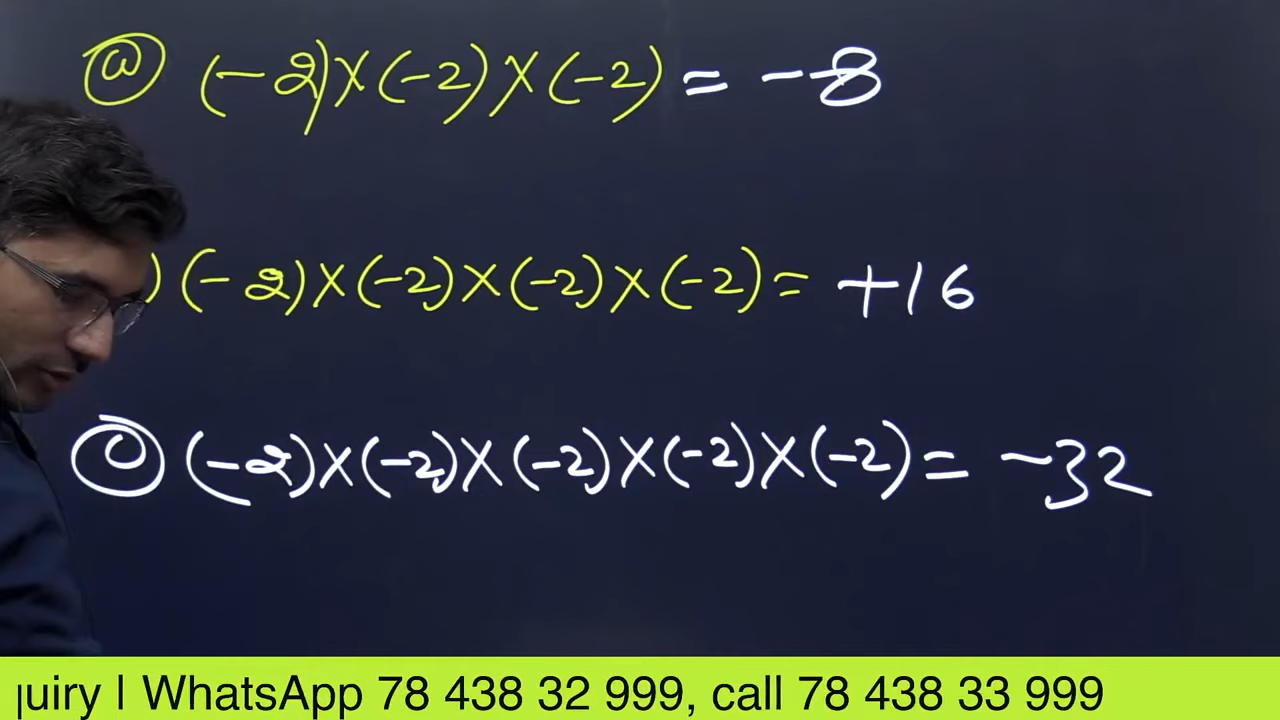 (a) (-2)×(-2)×(-2) = -8
) (-2)×(-2)×(-2)×(-2) = +16
(c) (-2)×(-2)×(-2)×(-2)×(-2) = -32
quiry | WhatsApp 78 438 32 999, call 78 438 33 999